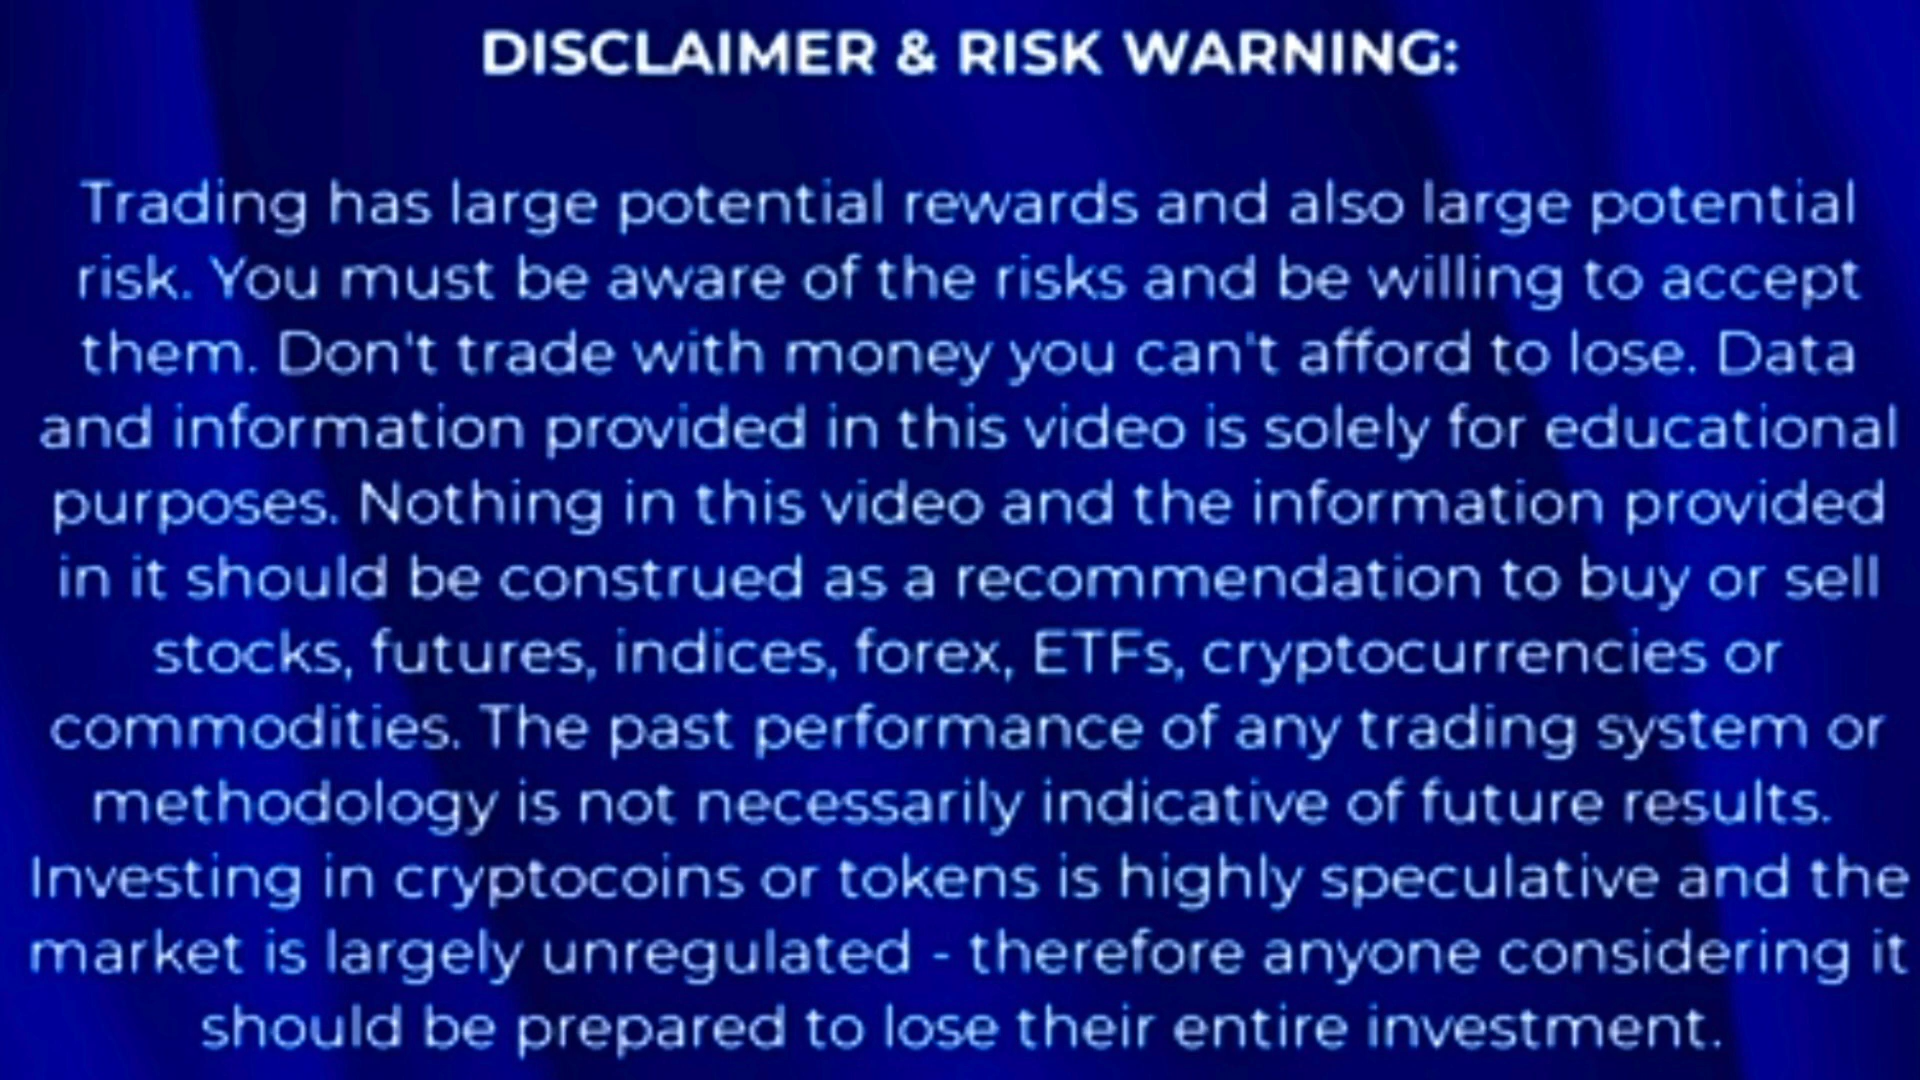 DISCLAIMER & RISK WARNING:
Trading has large potential rewards and also large potential
risk. You must be aware of the risks and be willing to accept
them. Don't trade with money you can't afford to lose. Data
and information provided in this video is solely for educational
purposes. Nothing in this video and the information provided
in it should be construed as a recommendation to buy or sell
stocks, futures, indices, forex, ETFs, cryptocurrencies or
commodities. The past performance of any trading system or
methodology is not necessarily indicative of future results.
Investing in cryptocoins or tokens is highly speculative and the
market is largely unregulated - therefore anyone considering it
should be prepared to lose their entire investment.